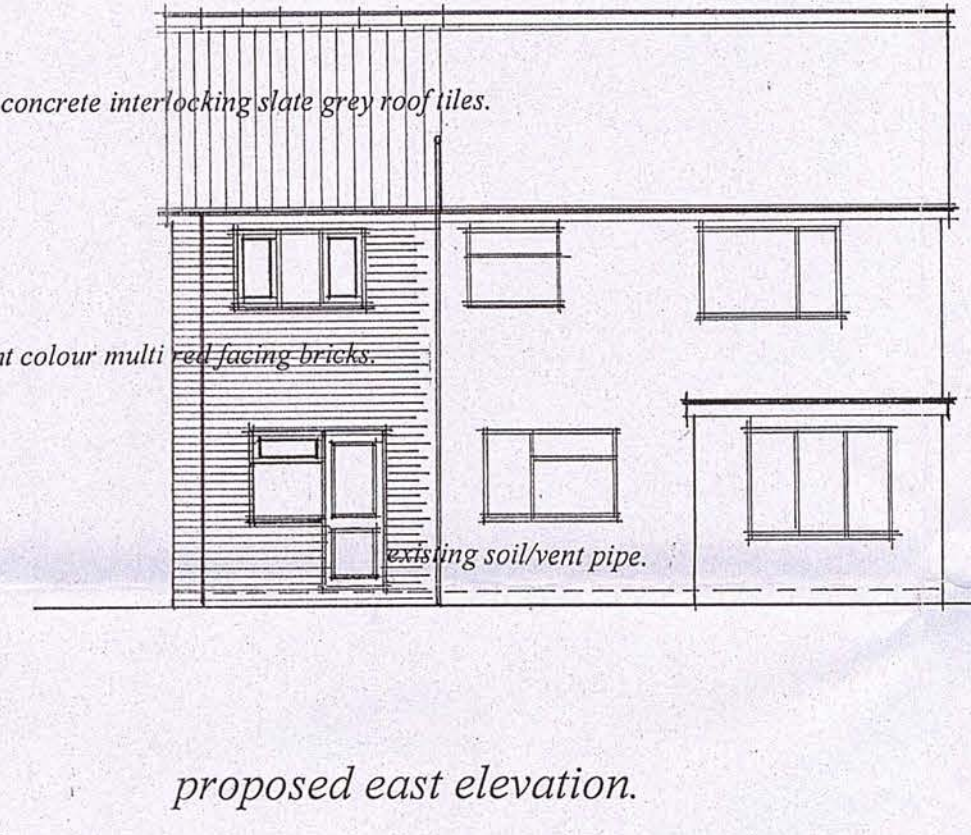 concrete interlocking slate grey roof tiles.
colour multi red facing bricks.
existing soil/vent pipe.
proposed east elevation.